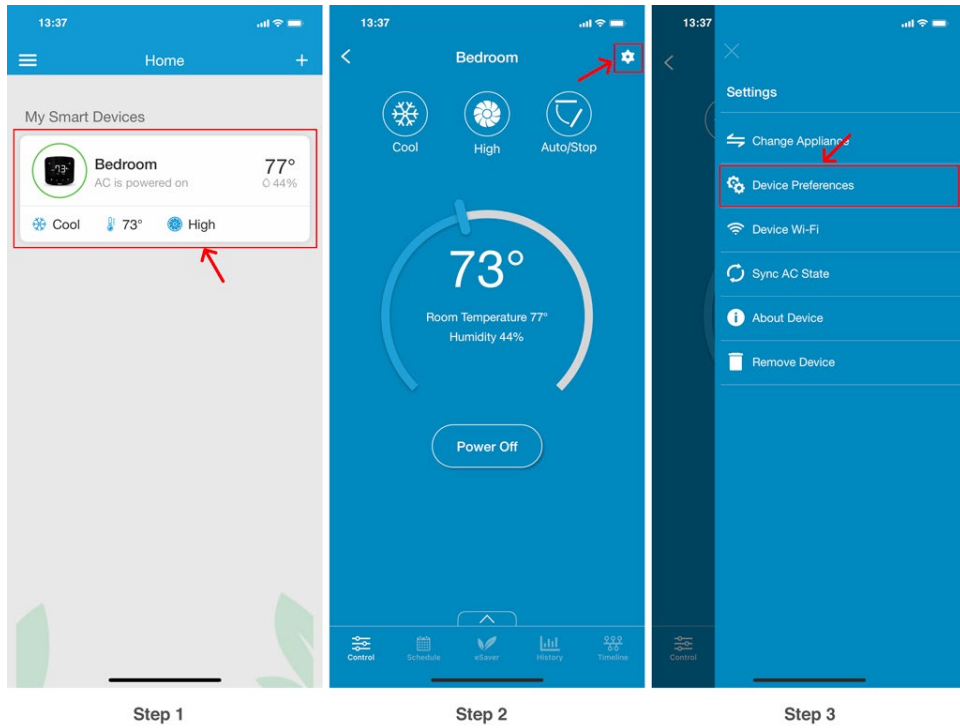 13:37
Home
+
My Smart Devices
-73-
Bedroom
77°
AC is powered on
44%
Cool
73°
High
Step 1
13:37
Bedroom
Cool
High
Auto/Stop
73°
Room Temperature 77°
Humidity 44%
Power Off
Control
Schedule
eSaver
History
Timeline
Step 2
13:37
Settings
Change Appliance
Device Preferences
Device Wi-Fi
Sync AC State
About Device
Remove Device
Control
Step 3